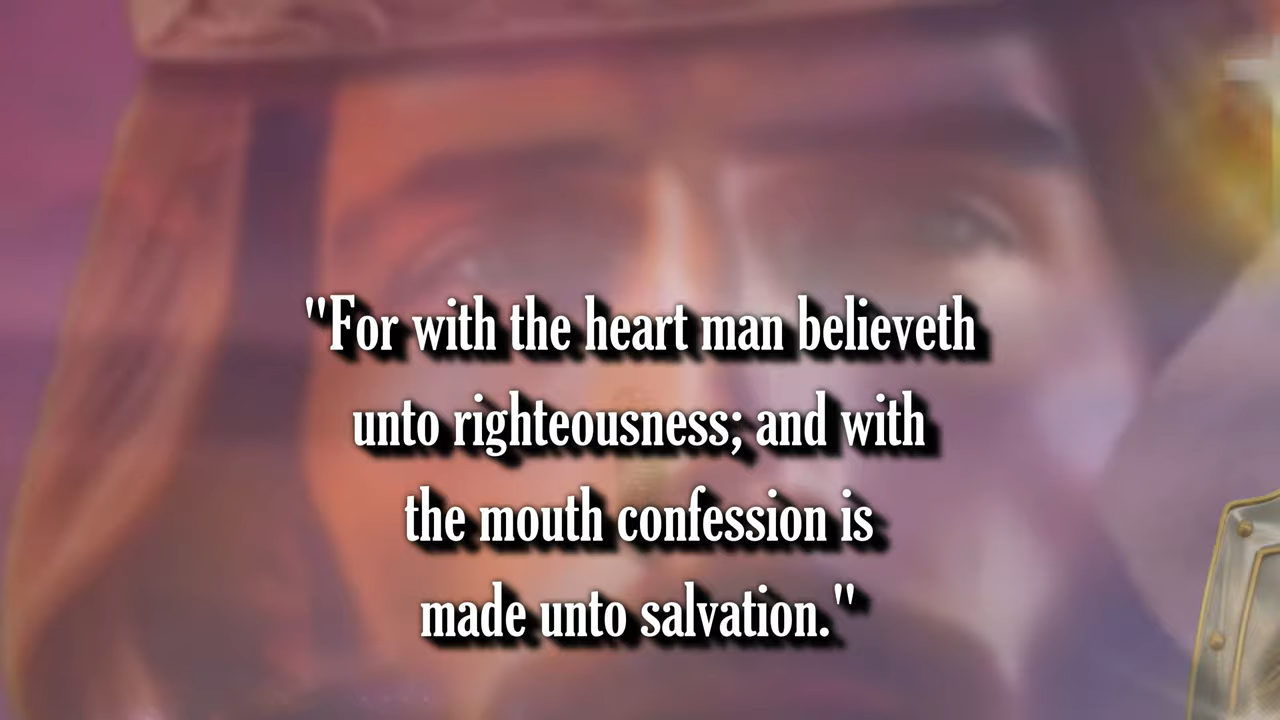 "For with the heart man believeth
unto righteousness; and with
the mouth confession is
made unto salvation."